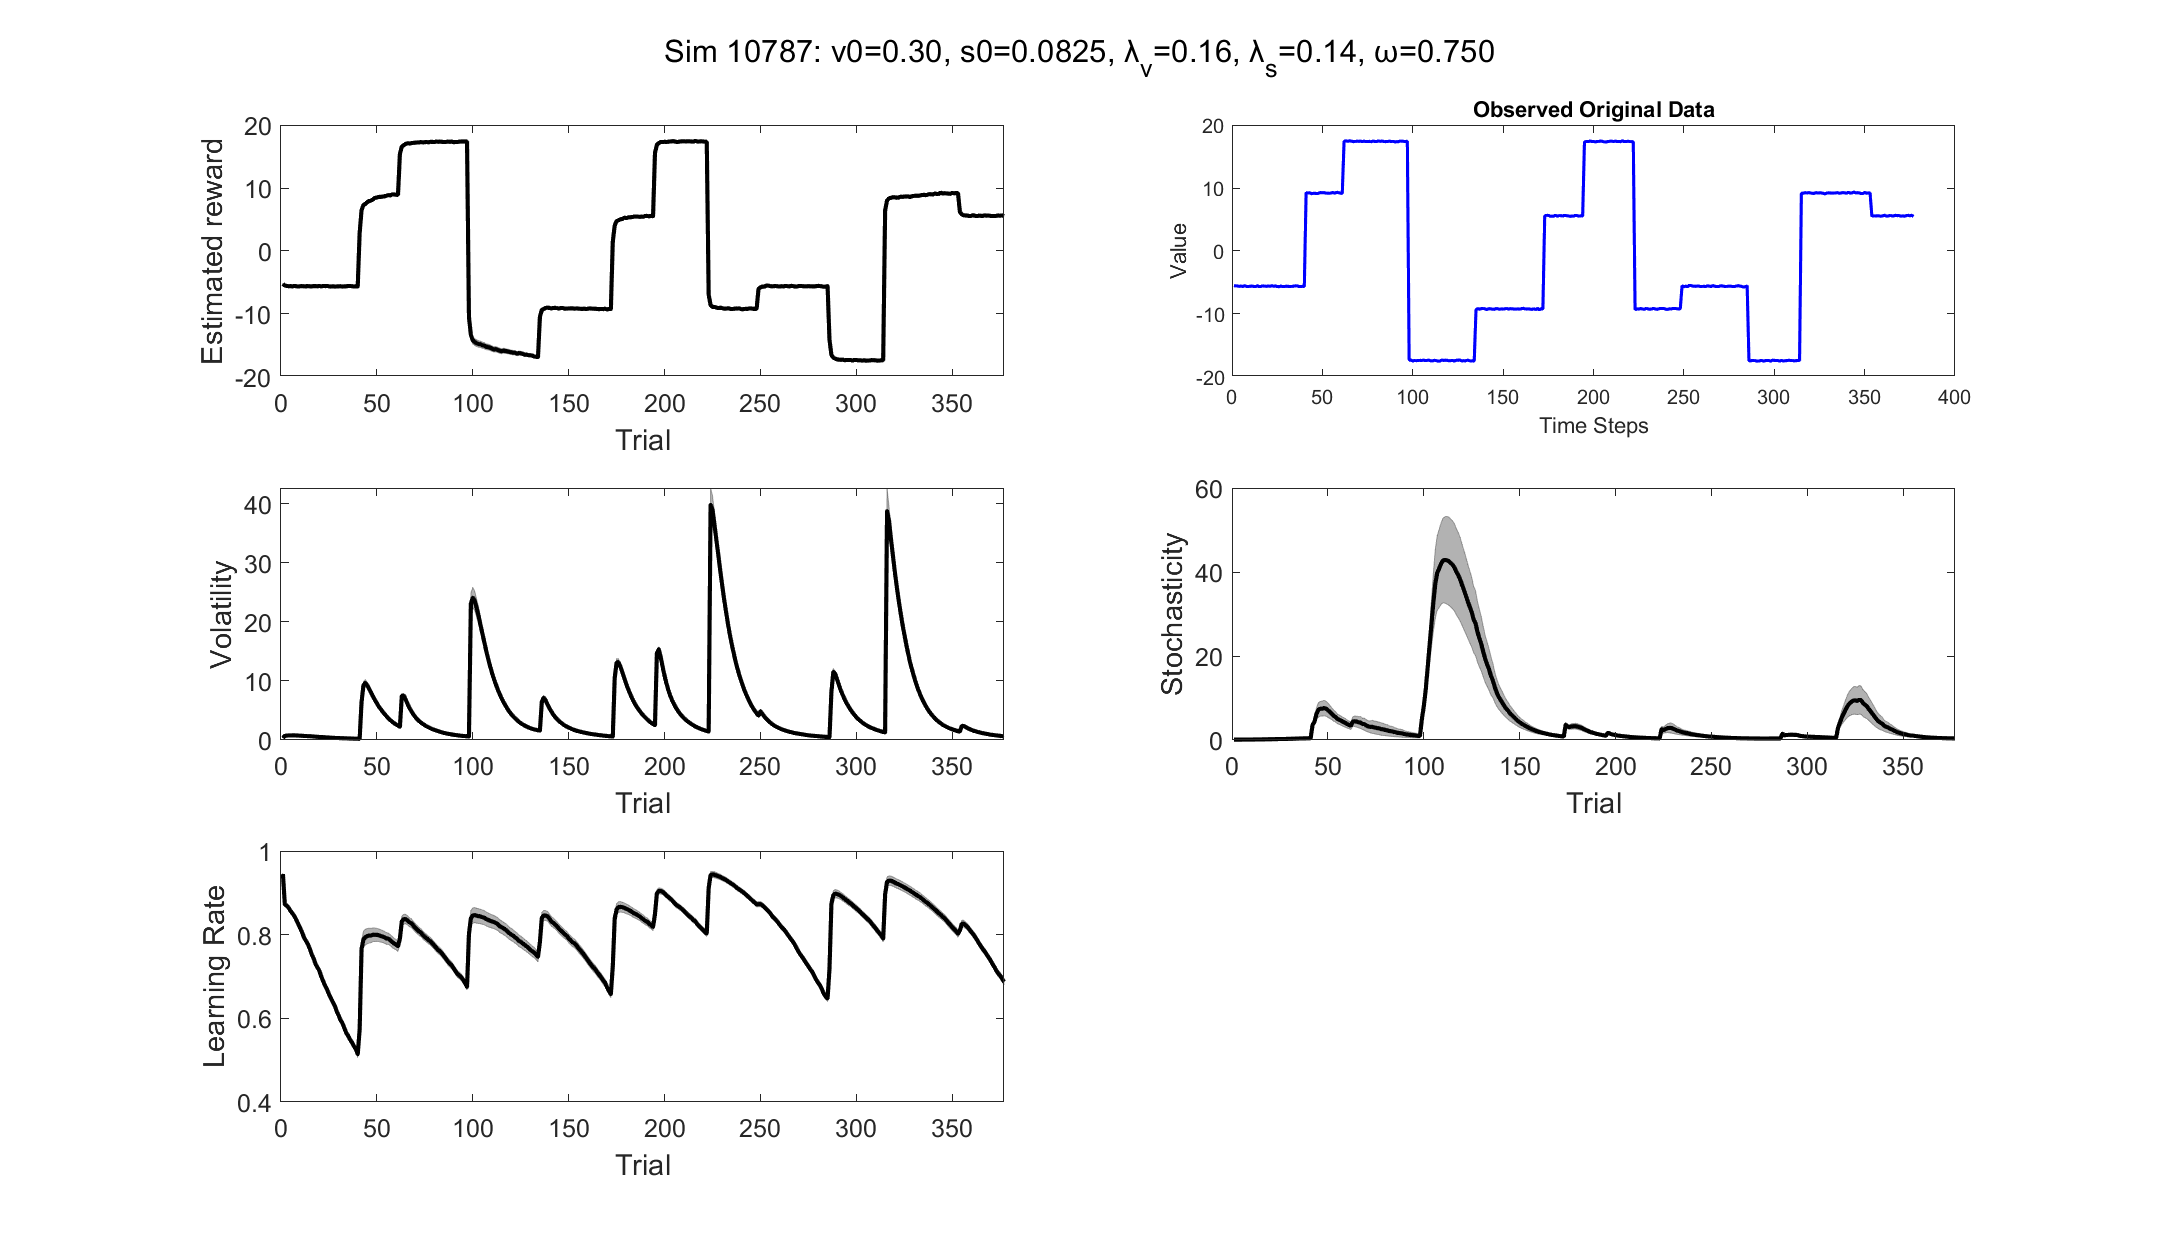 Sim 10787: v0=0.30, s0=0.0825, λv=0.16, λs=0.14, ω=0.750
20
10
0
-10
-20
Estimated reward
0 50 100 150 200 250 300 350
Trial
Observed Original Data
20
10
0
-10
-20
Value
0 50 100 150 200 250 300 350 400
Time Steps
40
30
20
10
0
Volatility
0 50 100 150 200 250 300 350
Trial
60
40
20
0
Stochasticity
0 50 100 150 200 250 300 350
Trial
1
0.8
0.6
0.4
Learning Rate
0 50 100 150 200 250 300 350
Trial